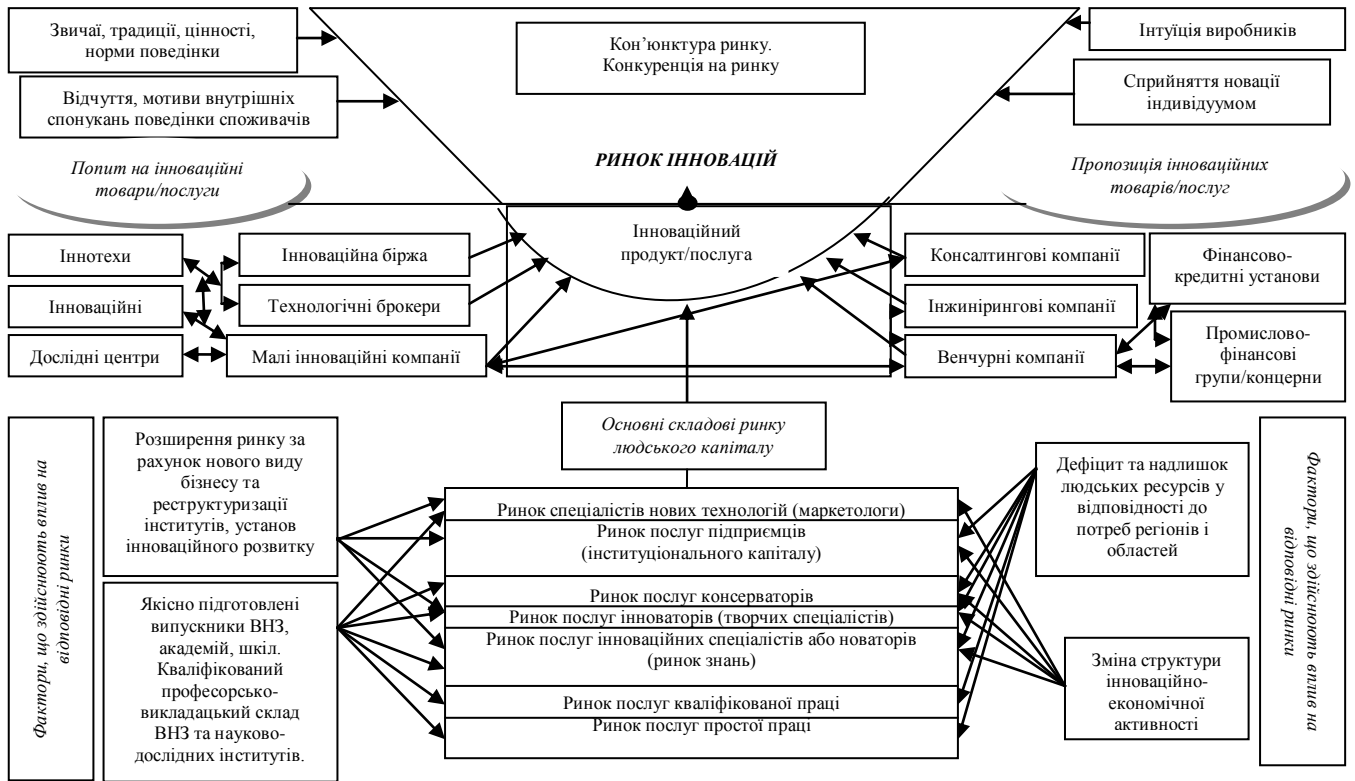 Звичаї, традиції, цінності,
норми поведінки
Кон’юнктура ринку.
Конкуренція на ринку
Інтуїція виробників
Відчуття, мотиви внутрішніх
спонукань поведінки споживачів
Сприйняття новації
індивідуумом
Попит на інноваційні
товари/послуги
РИНОК ІННОВАЦІЙ
Пропозиція інноваційних
товарів/послуг
Інноваційний
продукт/послуга
Іннотехи
Інноваційні
Дослідні центри
Інноваційна біржа
Технологічні брокери
Малі інноваційні компанії
Консалтингові компанії
Інжинірингові компанії
Венчурні компанії
Фінансово-
кредитні установи
Промислово-
фінансові
групи/концерни
Основні складові ринку
людського капіталу
Фактори, що здійснюють вплив на
відповідні ринки
Розширення ринку за
рахунок нового виду
бізнесу та
реструктуризації
інститутів, установ
інноваційного розвитку
Якісно підготовлені
випускники ВНЗ,
академій, шкіл.
Кваліфікований
професорсько-
викладацький склад
ВНЗ та науково-
дослідних інститутів.
Ринок спеціалістів нових технологій (маркетологи)
Ринок послуг підприємців
(інституціонального капіталу)
Ринок послуг консерваторів
Ринок послуг інноваторів (творчих спеціалістів)
Ринок послуг інноваційних спеціалістів або новаторів
(ринок знань)
Ринок послуг кваліфікованої праці
Ринок послуг простої праці
Дефіцит та надлишок
людських ресурсів у
відповідності до
потреб регіонів і
областей
Зміна структури
інноваційно-
економічної
активності
Фактори, що здійснюють вплив на
відповідні ринки